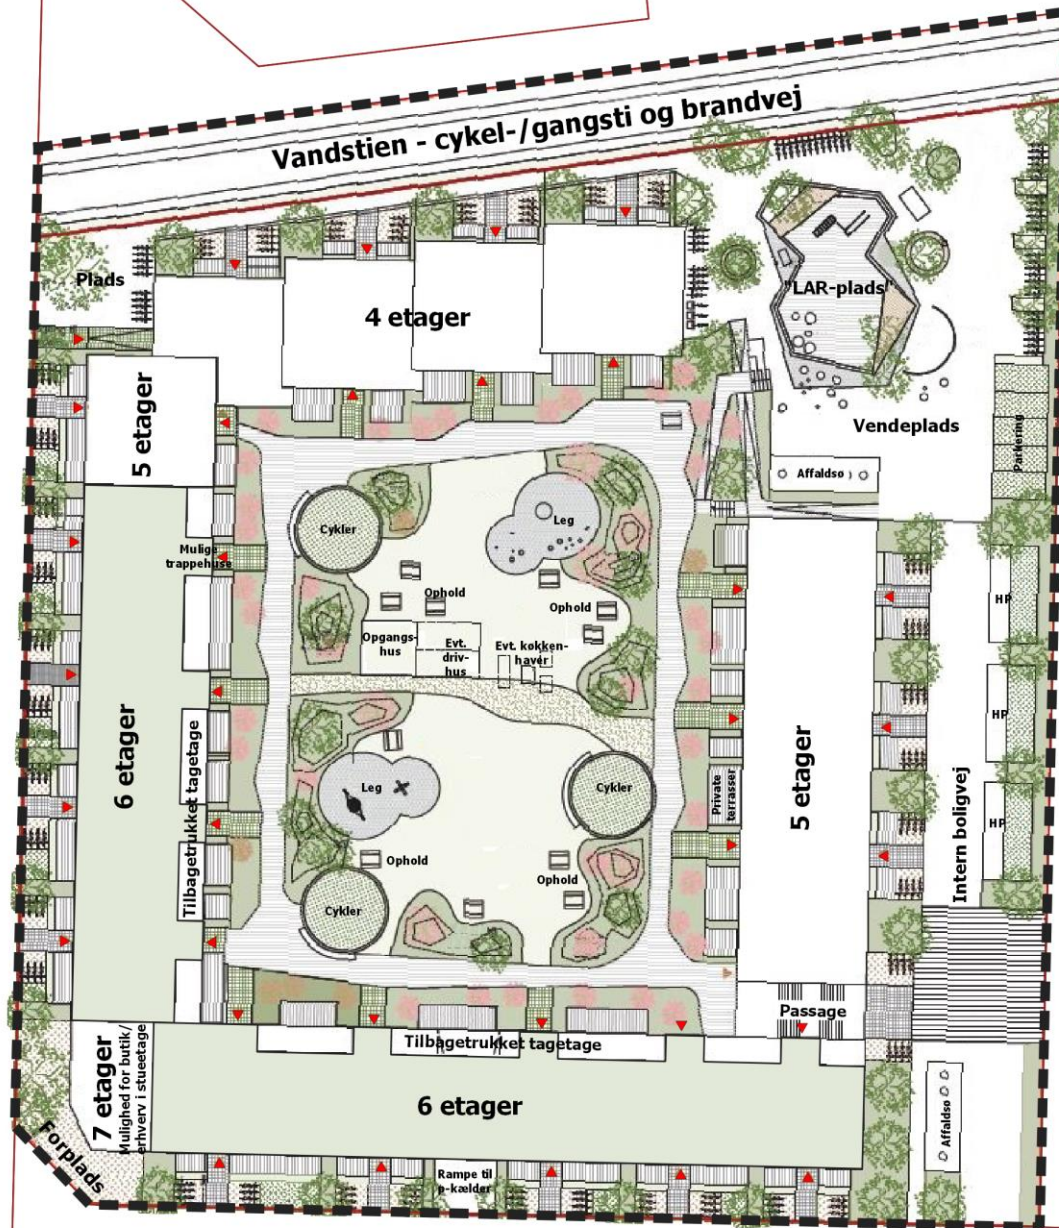 Vandstien - cykel-/gangsti og brandvej
Plads
"LAR-plads"
4 etager
5 etager
Vendeplads
Parkering
Affaldsø
Cykler
Leg
Mulige
trappehuse
Ophold
Ophold
HP
Opgangs-
hus
Evt.
driv-
hus
Evt. køkken-
haver
6 etager
Tilbagetrukket tagetage
HP
Leg
Cykler
Private
terrasser
5 etager
Intern boligvej
HP
Ophold
Ophold
Cykler
Passage
Tilbagetrukket tagetage
7 etager
Mulighed for butik/
erhverv i stueetage
6 etager
Affaldsø
Forplads
Rampe til
p-kælder